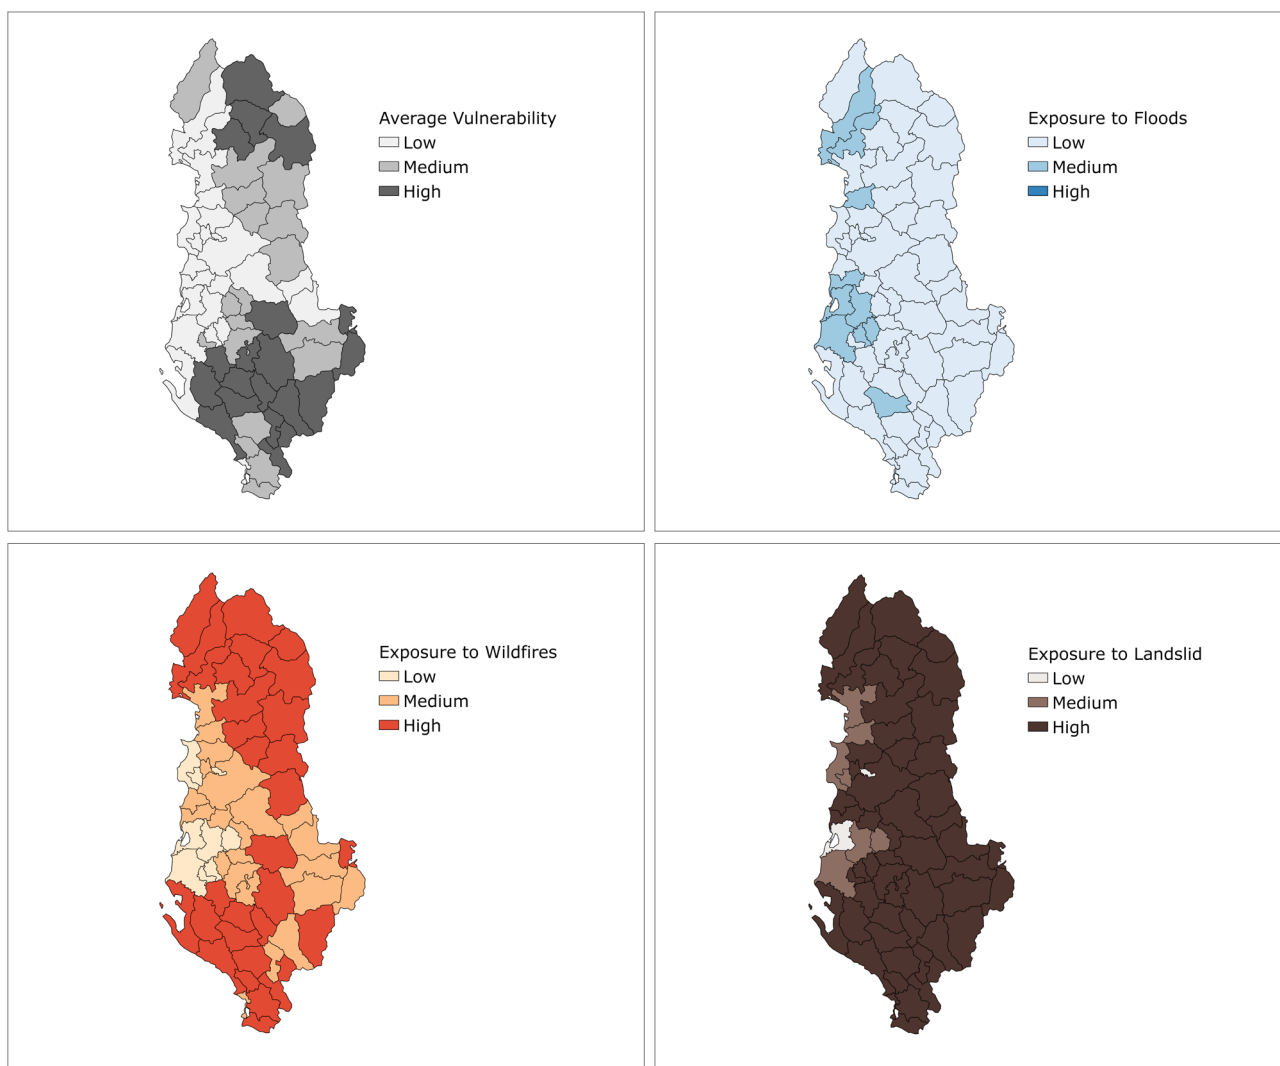 Average Vulnerability
Low
Medium
High
Exposure to Floods
Low
Medium
High
Exposure to Wildfires
Low
Medium
High
Exposure to Landslid
Low
Medium
High